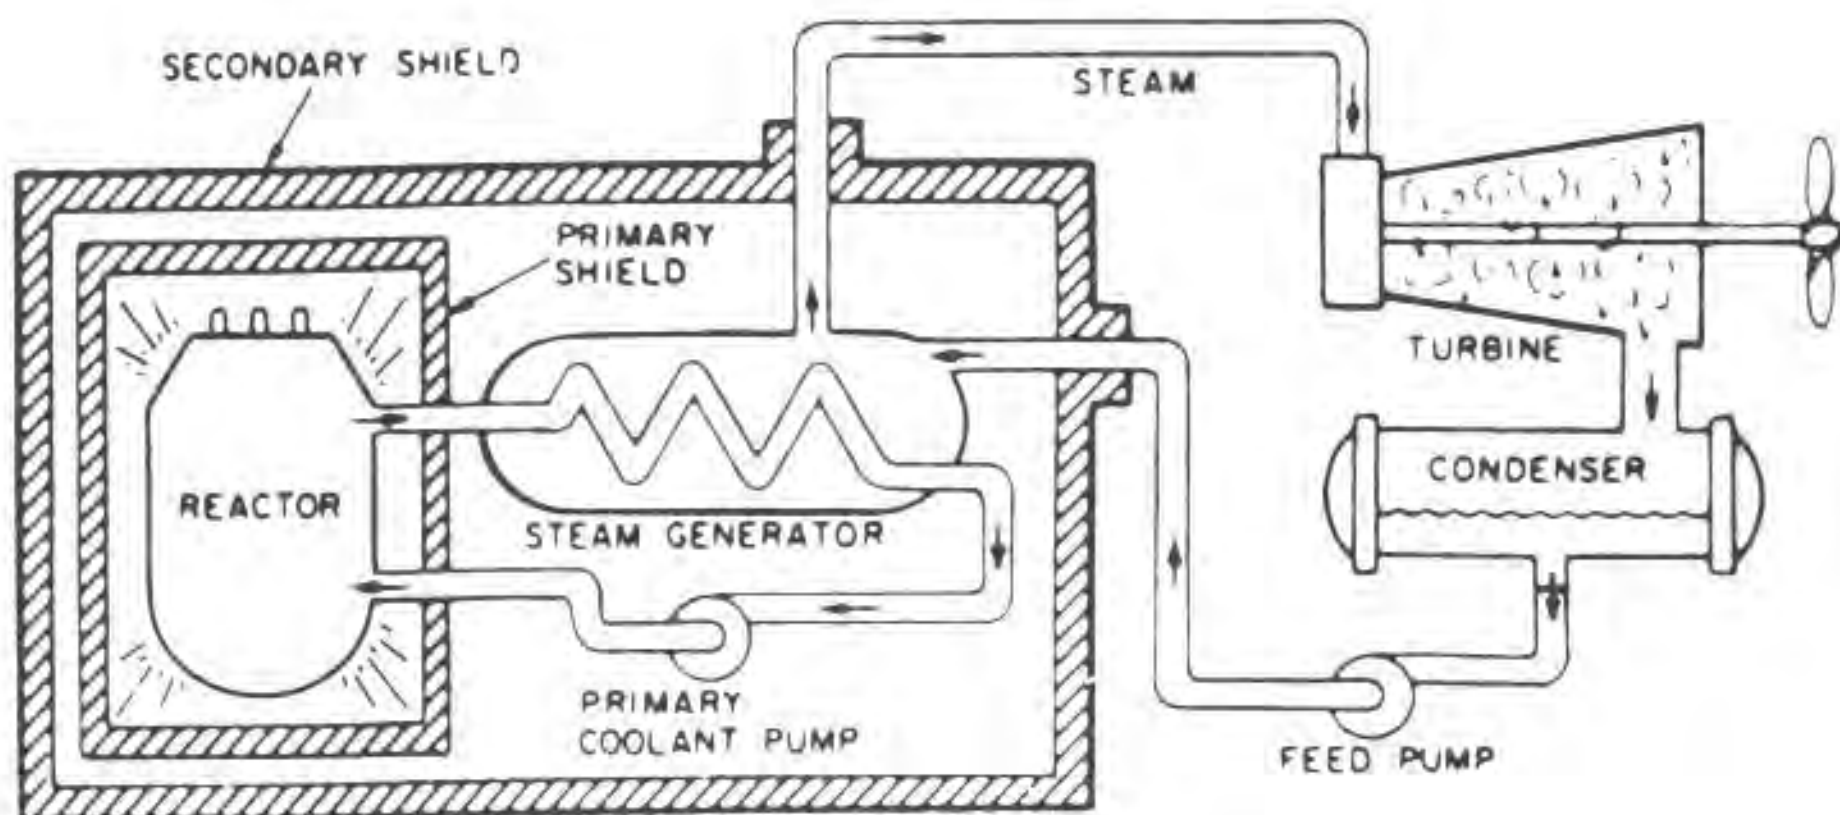 SECONDARY SHIELD
STEAM
PRIMARY
SHIELD
TURBINE
CONDENSER
REACTOR
STEAM GENERATOR
PRIMARY
COOLANT PUMP
FEED PUMP